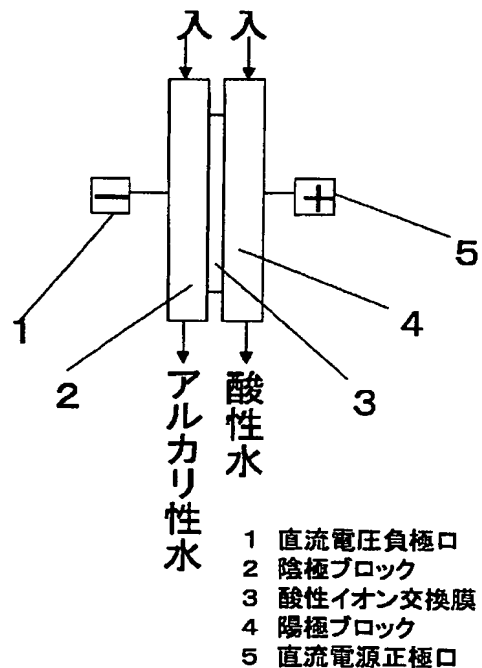 入 入
－ ＋
5
1
4
2
3
アルカリ性水
酸性水
1 直流電圧負極口
2 陰極ブロック
3 酸性イオン交換膜
4 陽極ブロック
5 直流電源正極口